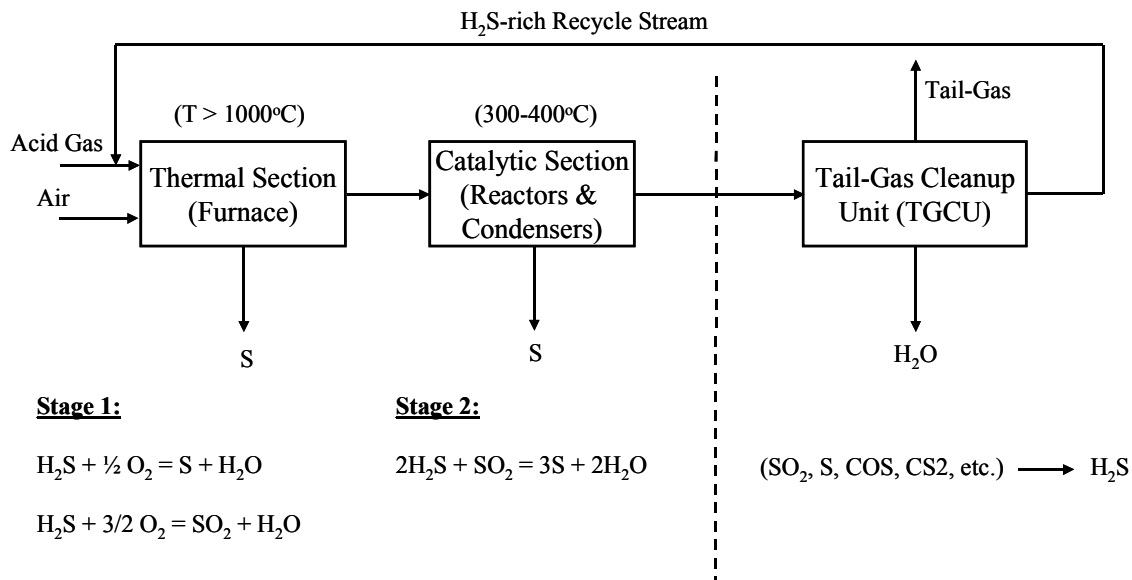 H₂S-rich Recycle Stream
Tail-Gas
(T > 1000ºC)
(300-400ºC)
Acid Gas
Air
Thermal Section
(Furnace)
Catalytic Section
(Reactors &
Condensers)
Tail-Gas Cleanup
Unit (TGCU)
S
S
H₂O
Stage 1:
Stage 2:
H₂S + ½ O₂ = S + H₂O
2H₂S + SO₂ = 3S + 2H₂O
(SO₂, S, COS, CS2, etc.)
H₂S
H₂S + 3/2 O₂ = SO₂ + H₂O